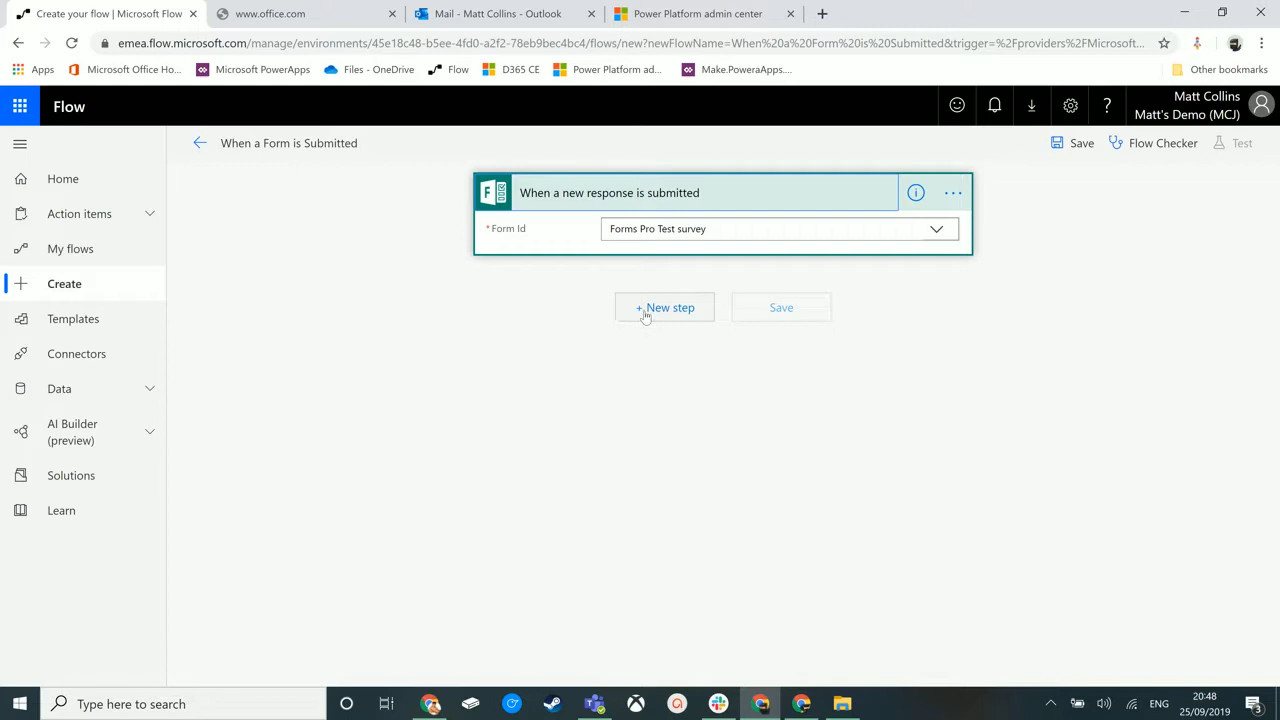 Create your flow | Microsoft Flow
www.office.com
Mail - Matt Collins - Outlook
Power Platform admin center
emea.flow.microsoft.com/manage/environments/45e18c48-b5ee-4fd0-a2f2-78eb9bec4bc4/flows/new?newFlowName=When%20a%20Form%20is%20Submitted&trigger=%2Fproviders%2FMicrosoft...
Apps
Microsoft Office Ho...
Microsoft PowerApps
Files - OneDrive
Flow
D365 CE
Power Platform ad...
Make.PoweraApps....
Other bookmarks
Flow
Matt Collins
Matt's Demo (MCJ)
When a Form is Submitted
Save
Flow Checker
Test
Home
Action items
My flows
Create
Templates
Connectors
Data
AI Builder
(preview)
Solutions
Learn
F
When a new response is submitted
* Form Id
Forms Pro Test survey
+ New step
Save
Type here to search
ENG
20:48
25/09/2019
3